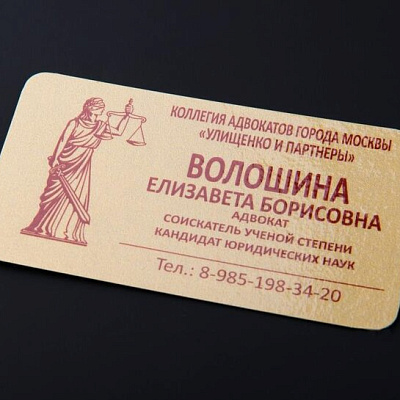 КОЛЛЕГИЯ АДВОКАТОВ ГОРОДА МОСКВЫ
«УЛИЩЕНКО И ПАРТНЕРЫ»
ВОЛОШИНА
ЕЛИЗАВЕТА БОРИСОВНА
АДВОКАТ
СОИСКАТЕЛЬ УЧЕНОЙ СТЕПЕНИ
КАНДИДАТ ЮРИДИЧЕСКИХ НАУК
Тел.: 8-985-198-34-20